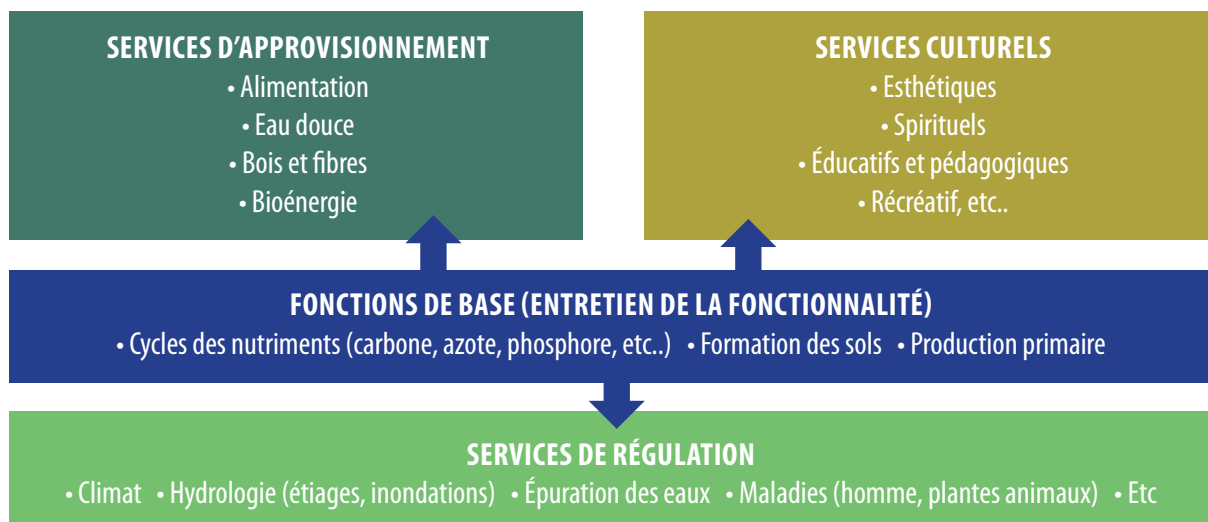 SERVICES D’APPROVISIONNEMENT
• Alimentation
• Eau douce
• Bois et fibres
• Bioénergie
SERVICES CULTURELS
• Esthétiques
• Spirituels
• Éducatifs et pédagogiques
• Récréatif, etc..
FONCTIONS DE BASE (ENTRETIEN DE LA FONCTIONNALITÉ)
• Cycles des nutriments (carbone, azote, phosphore, etc..) • Formation des sols • Production primaire
SERVICES DE RÉGULATION
• Climat • Hydrologie (étiages, inondations) • Épuration des eaux • Maladies (homme, plantes animaux) • Etc